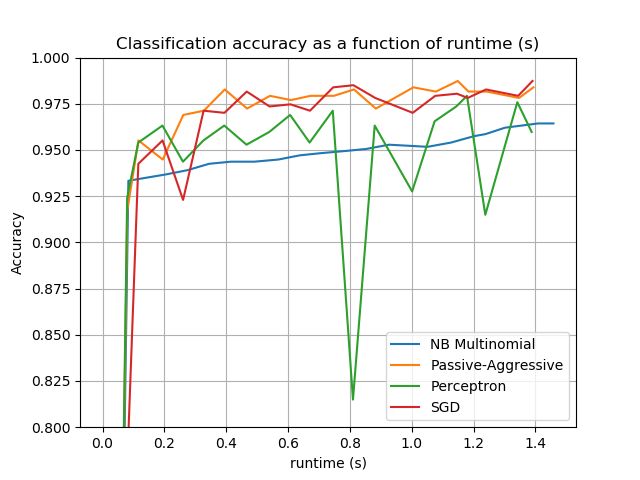 Classification accuracy as a function of runtime (s)
1.000
0.975
0.950
0.925
0.900
0.875
0.850
0.825
0.800
Accuracy
NB Multinomial
Passive-Aggressive
Perceptron
SGD
0.0 0.2 0.4 0.6 0.8 1.0 1.2 1.4
runtime (s)